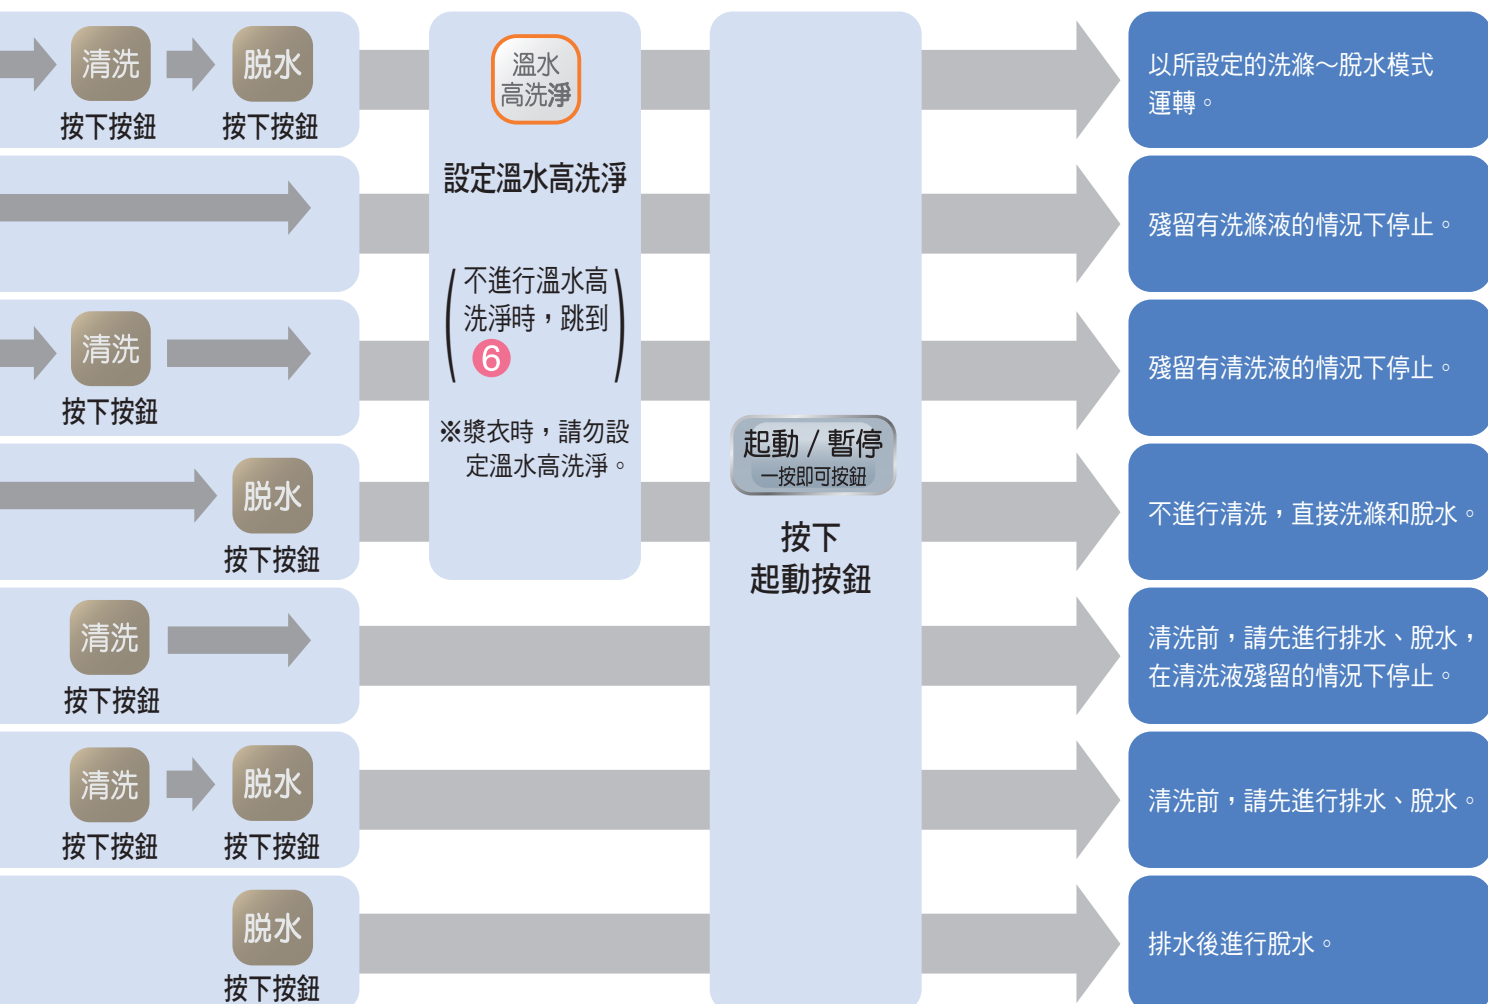 清洗
脱水
按下按鈕
按下按鈕
溫水
高洗淨
設定溫水高洗淨
以所設定的洗滌～脫水模式
運轉。
殘留有洗滌液的情況下停止。
不進行溫水高
洗淨時，跳到
6
清洗
按下按鈕
殘留有清洗液的情況下停止。
※漿衣時，請勿設
定溫水高洗淨。
起動 / 暫停
一按即可按鈕
按下
起動按鈕
脱水
按下按鈕
不進行清洗，直接洗滌和脫水。
清洗
按下按鈕
清洗前，請先進行排水、脫水，
在清洗液殘留的情況下停止。
清洗
脱水
按下按鈕
按下按鈕
清洗前，請先進行排水、脫水。
脱水
按下按鈕
排水後進行脫水。